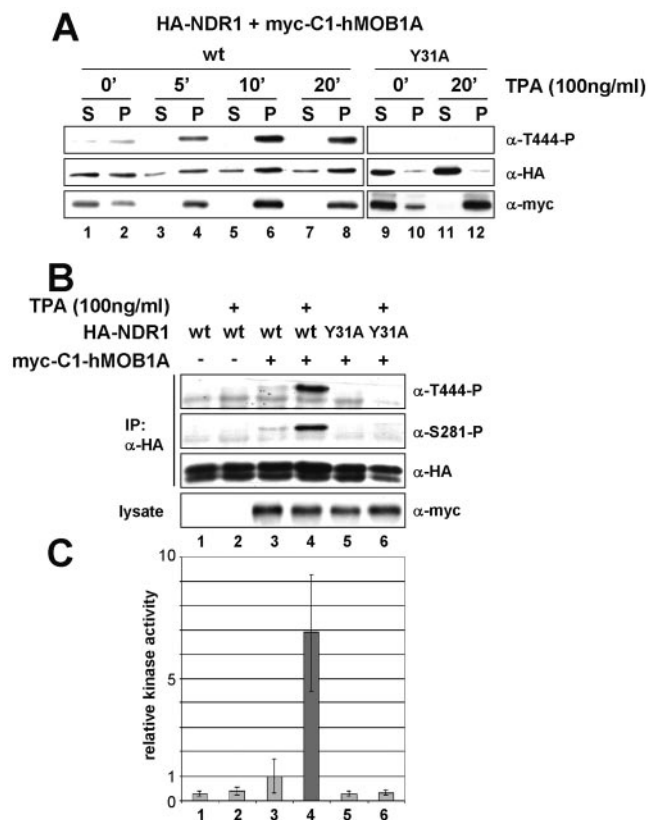 A
HA-NDR1 + myc-C1-hMOB1A
wt Y31A
0' 5' 10' 20' 0' 20' TPA (100ng/ml)
S P S P S P S P S P S P
α-T444-P
α-HA
α-myc
1 2 3 4 5 6 7 8 9 10 11 12
B
TPA (100ng/ml) + + +
HA-NDR1 wt wt wt wt Y31A Y31A
myc-C1-hMOB1A - - + + + +
α-T444-P
IP:
α-HA
α-S281-P
α-HA
lysate α-myc
1 2 3 4 5 6
C
relative kinase activity
10
5
1
0
1 2 3 4 5 6